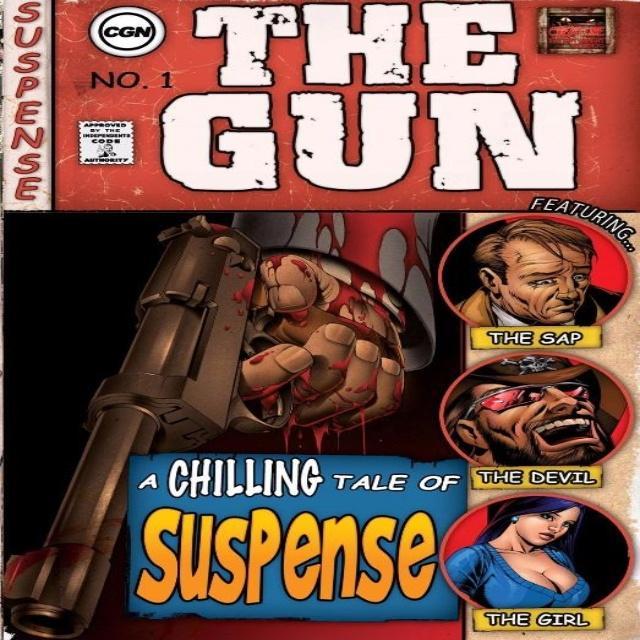 SUSPENSE
CGN
THE
NO. 1
GUN
APPROVED
BY THE
INDEPENDENTS
CODE
AUTHORITY
FEATURING...
THE SAP
THE DEVIL
A CHILLING TALE OF
SUSPENSE
THE GIRL